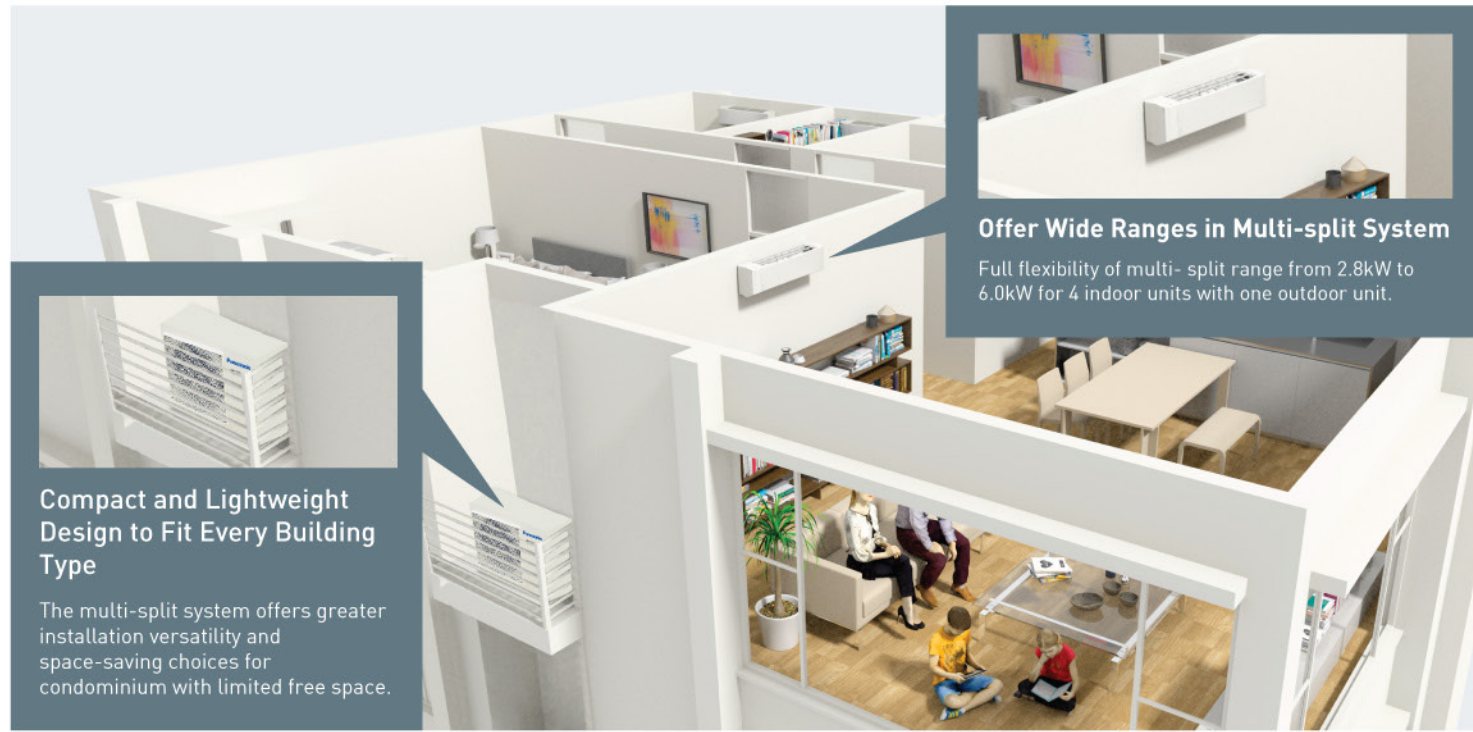 Offer Wide Ranges in Multi-split System
Full flexibility of multi- split range from 2.8kW to
6.0kW for 4 indoor units with one outdoor unit.
Panasonic
Compact and Lightweight
Design to Fit Every Building
Type
The multi-split system offers greater
installation versatility and
space-saving choices for
condominium with limited free space.
Panasonic